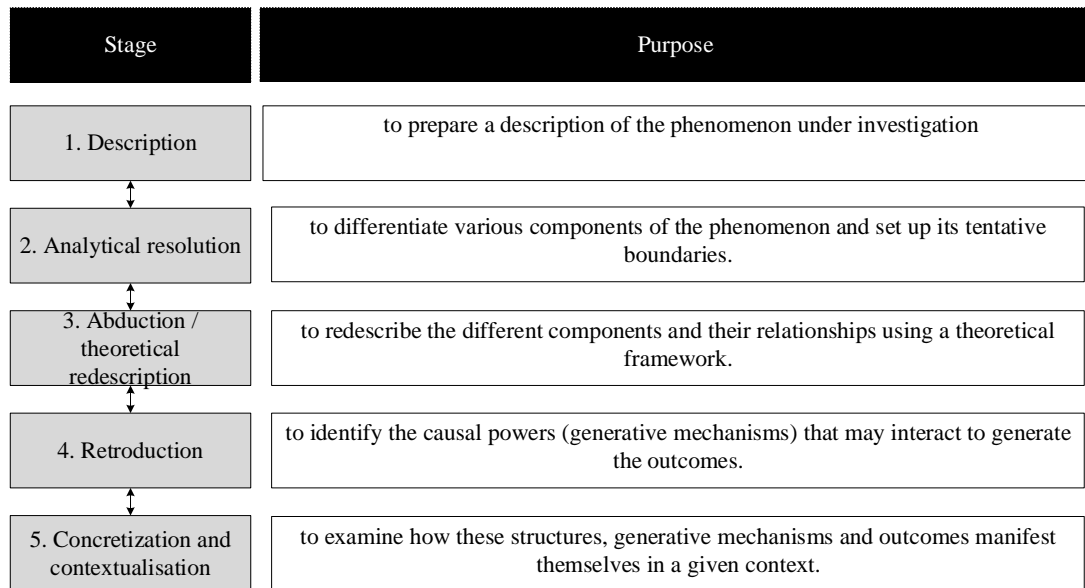 Stage
Purpose
1. Description
to prepare a description of the phenomenon under investigation
2. Analytical resolution
to differentiate various components of the phenomenon and set up its tentative
boundaries.
3. Abduction /
theoretical
redescription
to redescribe the different components and their relationships using a theoretical
framework.
4. Retroduction
to identify the causal powers (generative mechanisms) that may interact to generate
the outcomes.
5. Concretization and
contextualisation
to examine how these structures, generative mechanisms and outcomes manifest
themselves in a given context.